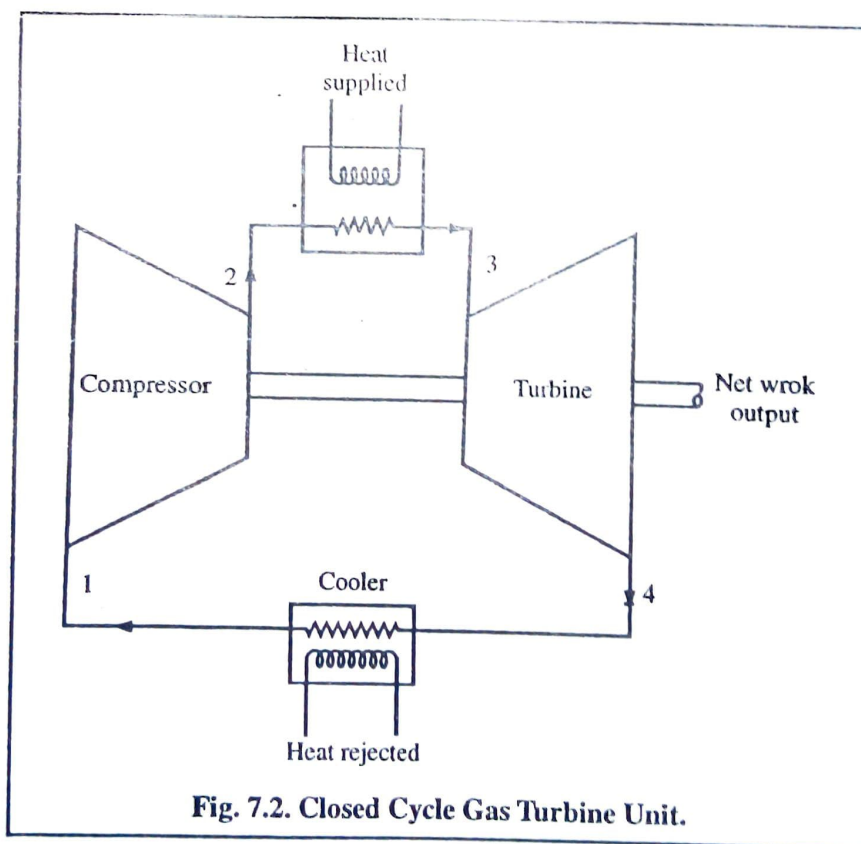 Heat
supplied
2
3
Compressor
Turbine
Net wrok
output
1
Cooler
4
Heat rejected
Fig. 7.2. Closed Cycle Gas Turbine Unit.